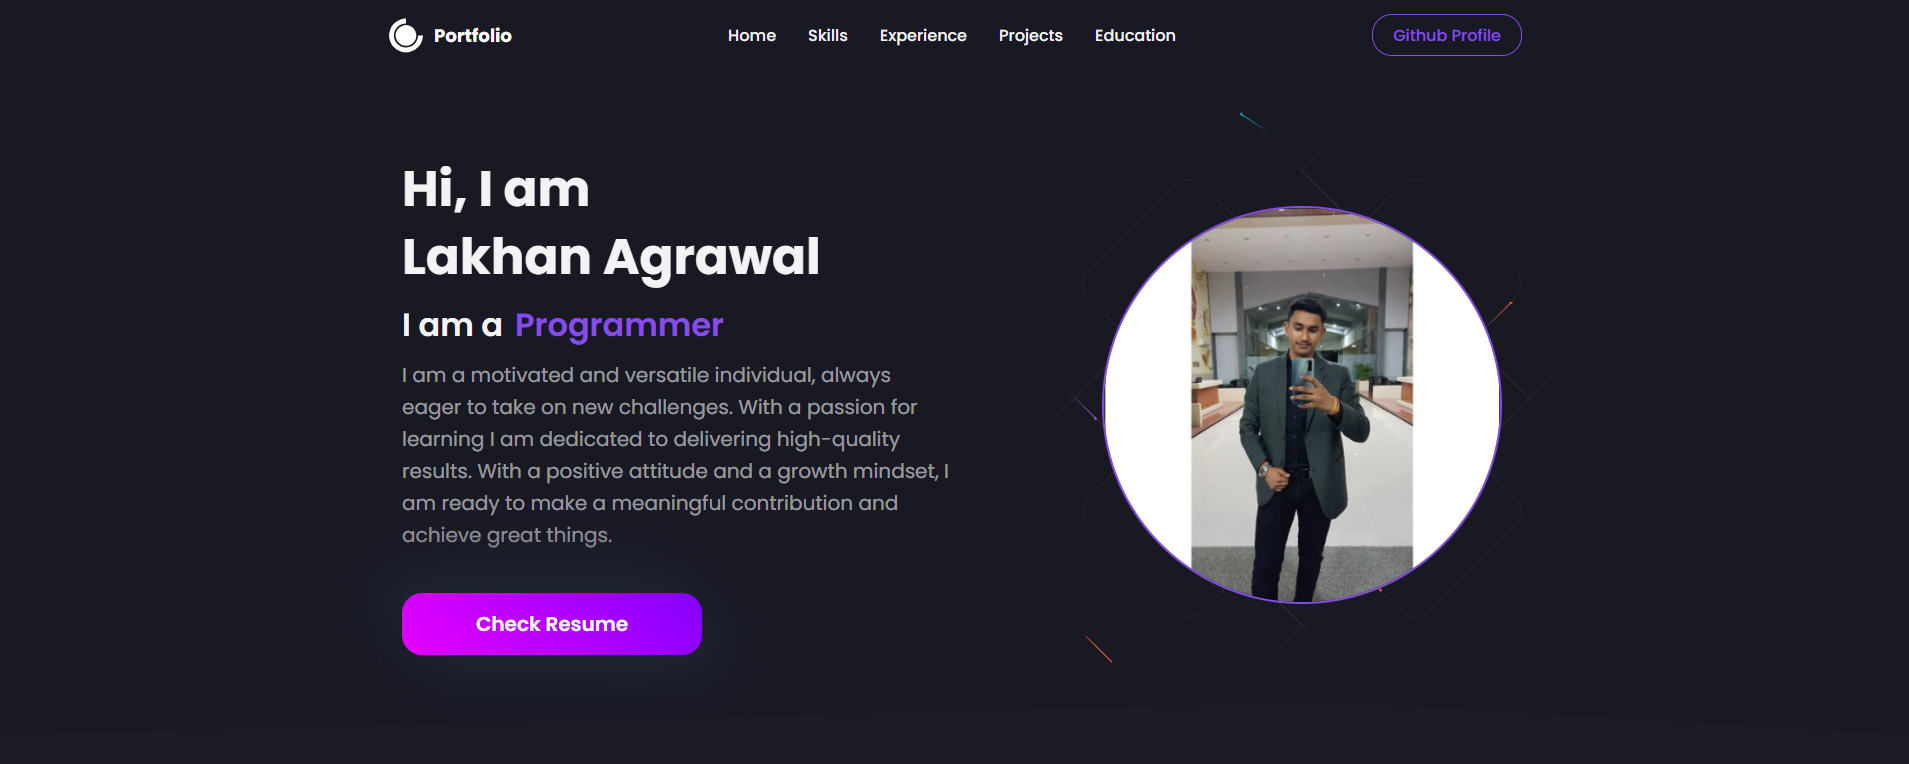 Portfolio
Home
Skills
Experience
Projects
Education
Github Profile
Hi, I am
Lakhan Agrawal
I am a Programmer
I am a motivated and versatile individual, always
eager to take on new challenges. With a passion for
learning I am dedicated to delivering high-quality
results. With a positive attitude and a growth mindset, I
am ready to make a meaningful contribution and
achieve great things.
Check Resume